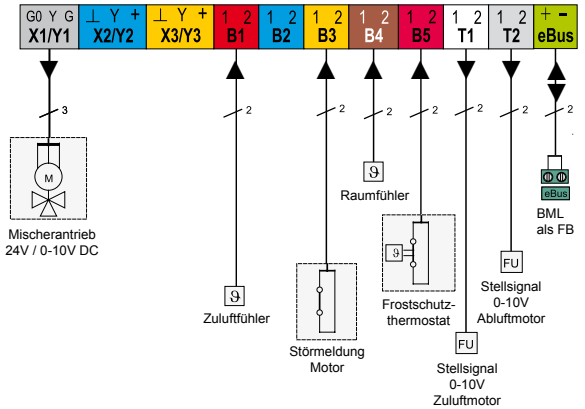 G0 Y G
X1/Y1
⊥ Y +
X2/Y2
⊥ Y +
X3/Y3
1 2
B1
1 2
B2
1 2
B3
1 2
B4
1 2
B5
1 2
T1
1 2
T2
+ −
eBus
3
2
2
2
2
2
2
2
M
Mischerantrieb
24V / 0-10V DC
ϑ
Zuluftfühler
Störmeldung
Motor
ϑ
Raumfühler
ϑ
Frostschutz-
thermostat
FU
Stellsignal
0-10V
Zuluftmotor
FU
Stellsignal
0-10V
Abluftmotor
eBus
BML
als FB